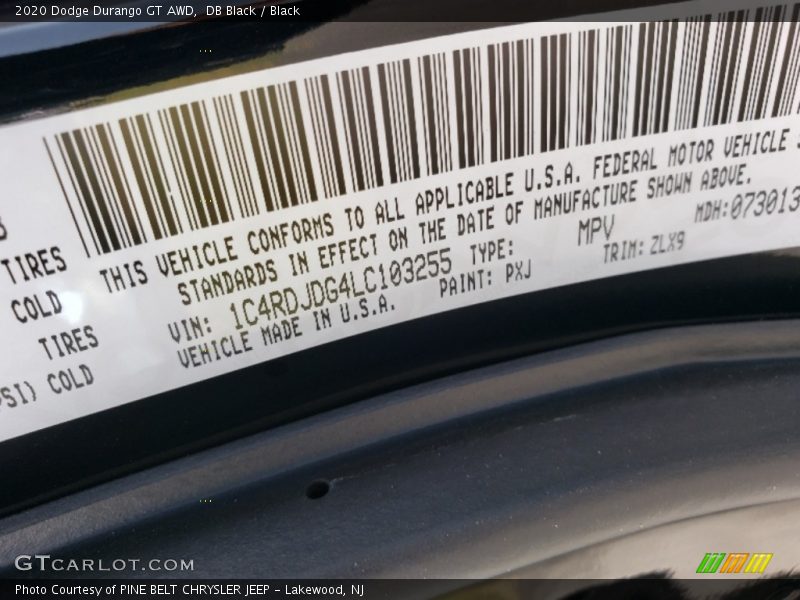 2020 Dodge Durango GT AWD, DB Black / Black
THIS VEHICLE CONFORMS TO ALL APPLICABLE U.S.A. FEDERAL MOTOR VEHICLE
STANDARDS IN EFFECT ON THE DATE OF MANUFACTURE SHOWN ABOVE.
VIN: 1C4RDJDG4LC103255 TYPE: MPV MDH:073013
VEHICLE MADE IN U.S.A. PAINT: PXJ TRIM: ZLX9
TIRES
COLD
TIRES
PSI) COLD
GTCARLOT.COM
Photo Courtesy of PINE BELT CHRYSLER JEEP - Lakewood, NJ